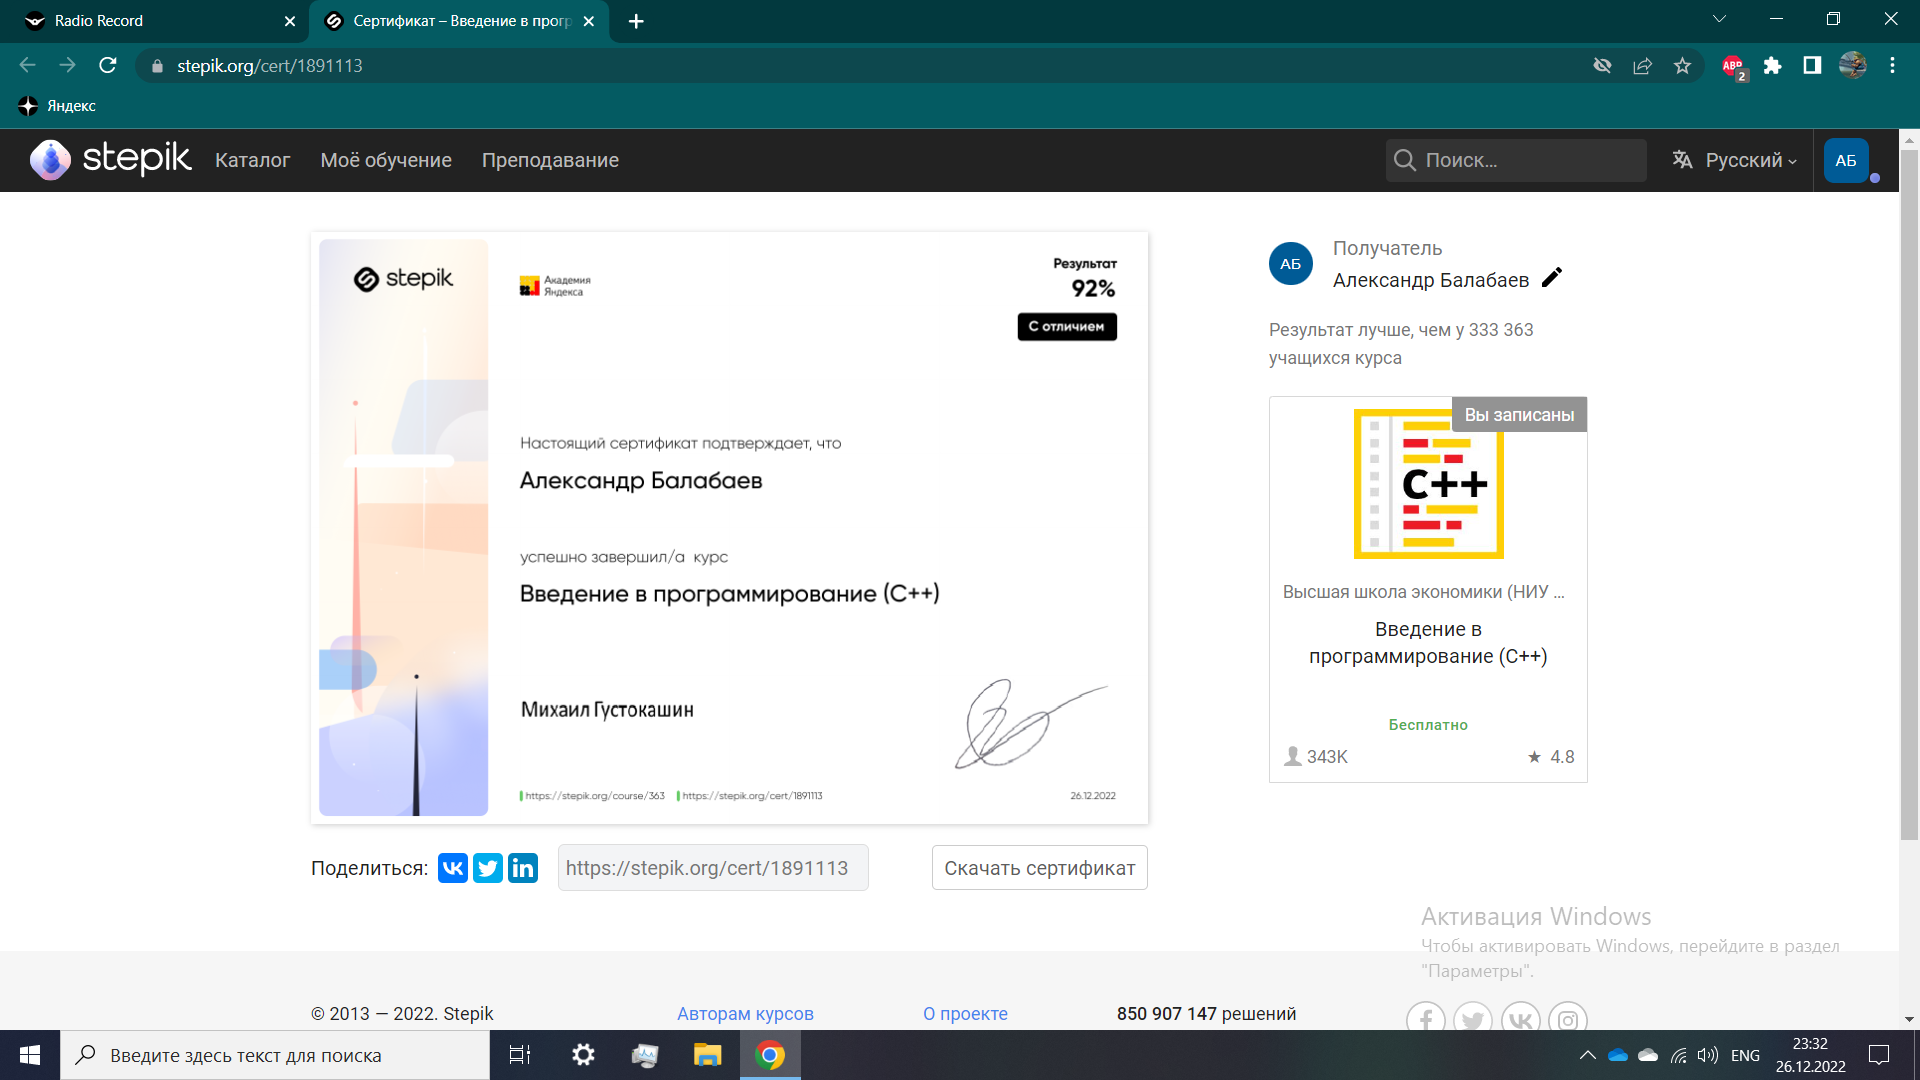 Radio Record
Сертификат – Введение в прогр
stepik.org/cert/1891113
ABP
2
Яндекс
stepik
Каталог
Моё обучение
Преподавание
Поиск...
Русский
АБ
stepik
Академия
Яндекса
Результат
92%
С отличием
Настоящий сертификат подтверждает, что
Александр Балабаев
успешно завершил/а курс
Введение в программирование (C++)
Михаил Густокашин
https://stepik.org/course/363
https://stepik.org/cert/1891113
26.12.2022
АБ
Получатель
Александр Балабаев
Результат лучше, чем у 333 363
учащихся курса
Вы записаны
C++
Высшая школа экономики (НИУ ...
Введение в
программирование (C++)
Бесплатно
343K
★ 4.8
Поделиться:
https://stepik.org/cert/1891113
Скачать сертификат
Активация Windows
Чтобы активировать Windows, перейдите в раздел
"Параметры".
© 2013 — 2022. Stepik
Авторам курсов
О проекте
850 907 147 решений
Введите здесь текст для поиска
ENG
23:32
26.12.2022